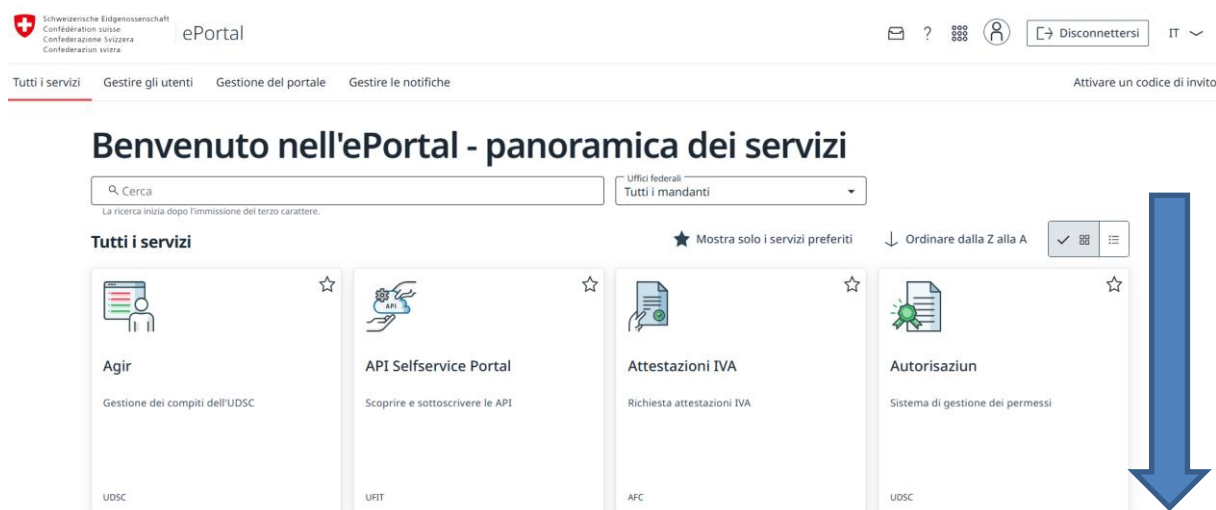 Schweizerische Eidgenossenschaft
Confédération suisse
Confederazione Svizzera
Confederaziun svizra
ePortal
?
Disconnettersi
IT
Tutti i servizi
Gestire gli utenti
Gestione del portale
Gestire le notifiche
Attivare un codice di invito
Benvenuto nell'ePortal - panoramica dei servizi
Cerca
Uffici federali
Tutti i mandanti
La ricerca inizia dopo l'immissione del terzo carattere.
Tutti i servizi
Mostra solo i servizi preferiti
Ordinare dalla Z alla A
API
Agir
API Selfservice Portal
Attestazioni IVA
Autorisaziun
Gestione dei compiti dell'UDSC
Scoprire e sottoscrivere le API
Richiesta attestazioni IVA
Sistema di gestione dei permessi
UDSC
UFIT
AFC
UDSC